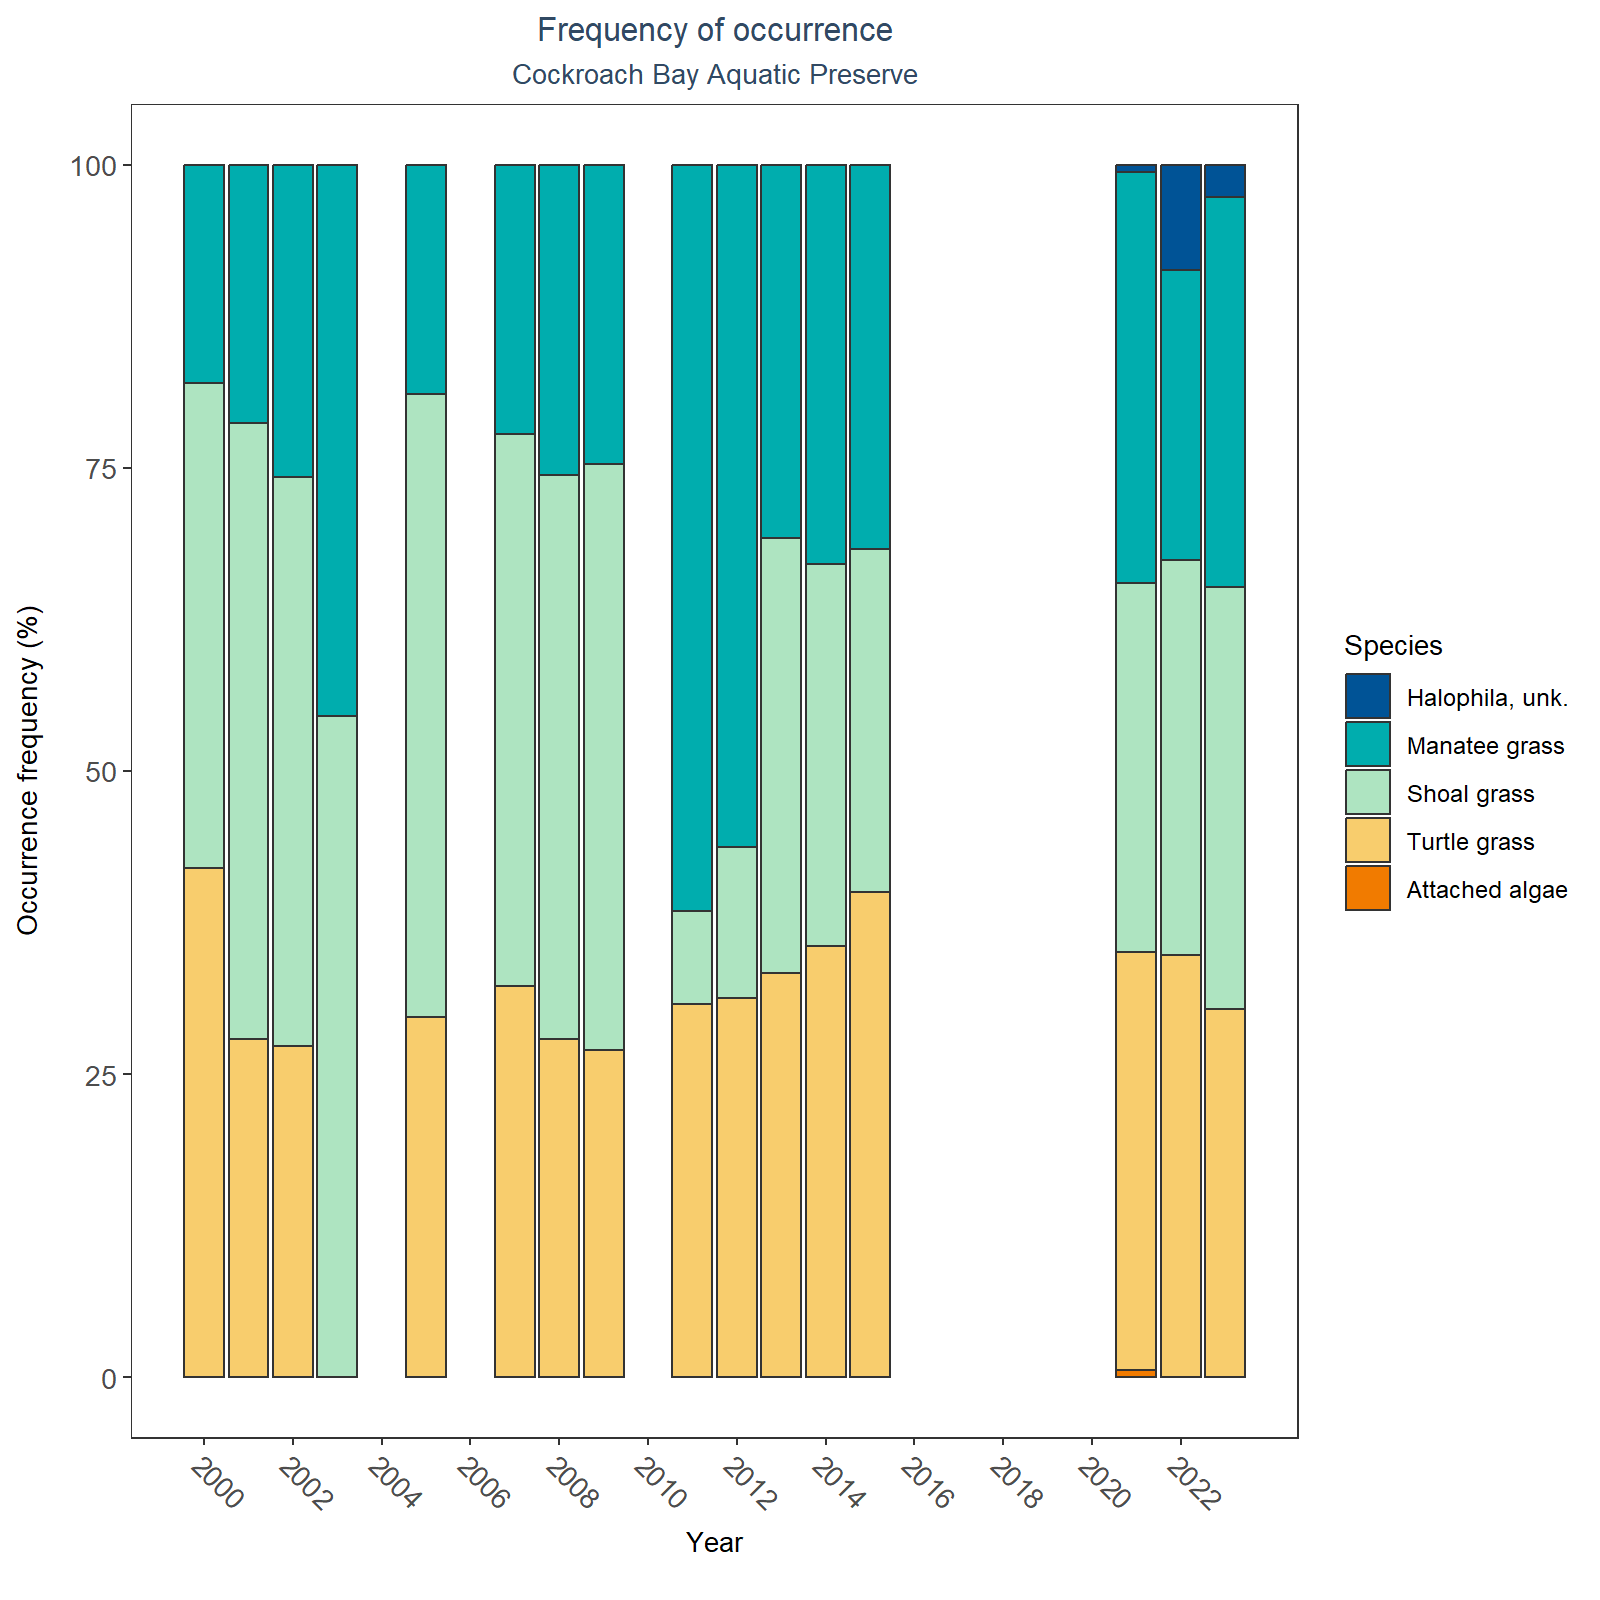 Frequency of occurrence
Cockroach Bay Aquatic Preserve
Occurrence frequency (%)
100
75
50
25
0
2000
2002
2004
2006
2008
2010
2012
2014
2016
2018
2020
2022
Year
Species
Halophila, unk.
Manatee grass
Shoal grass
Turtle grass
Attached algae